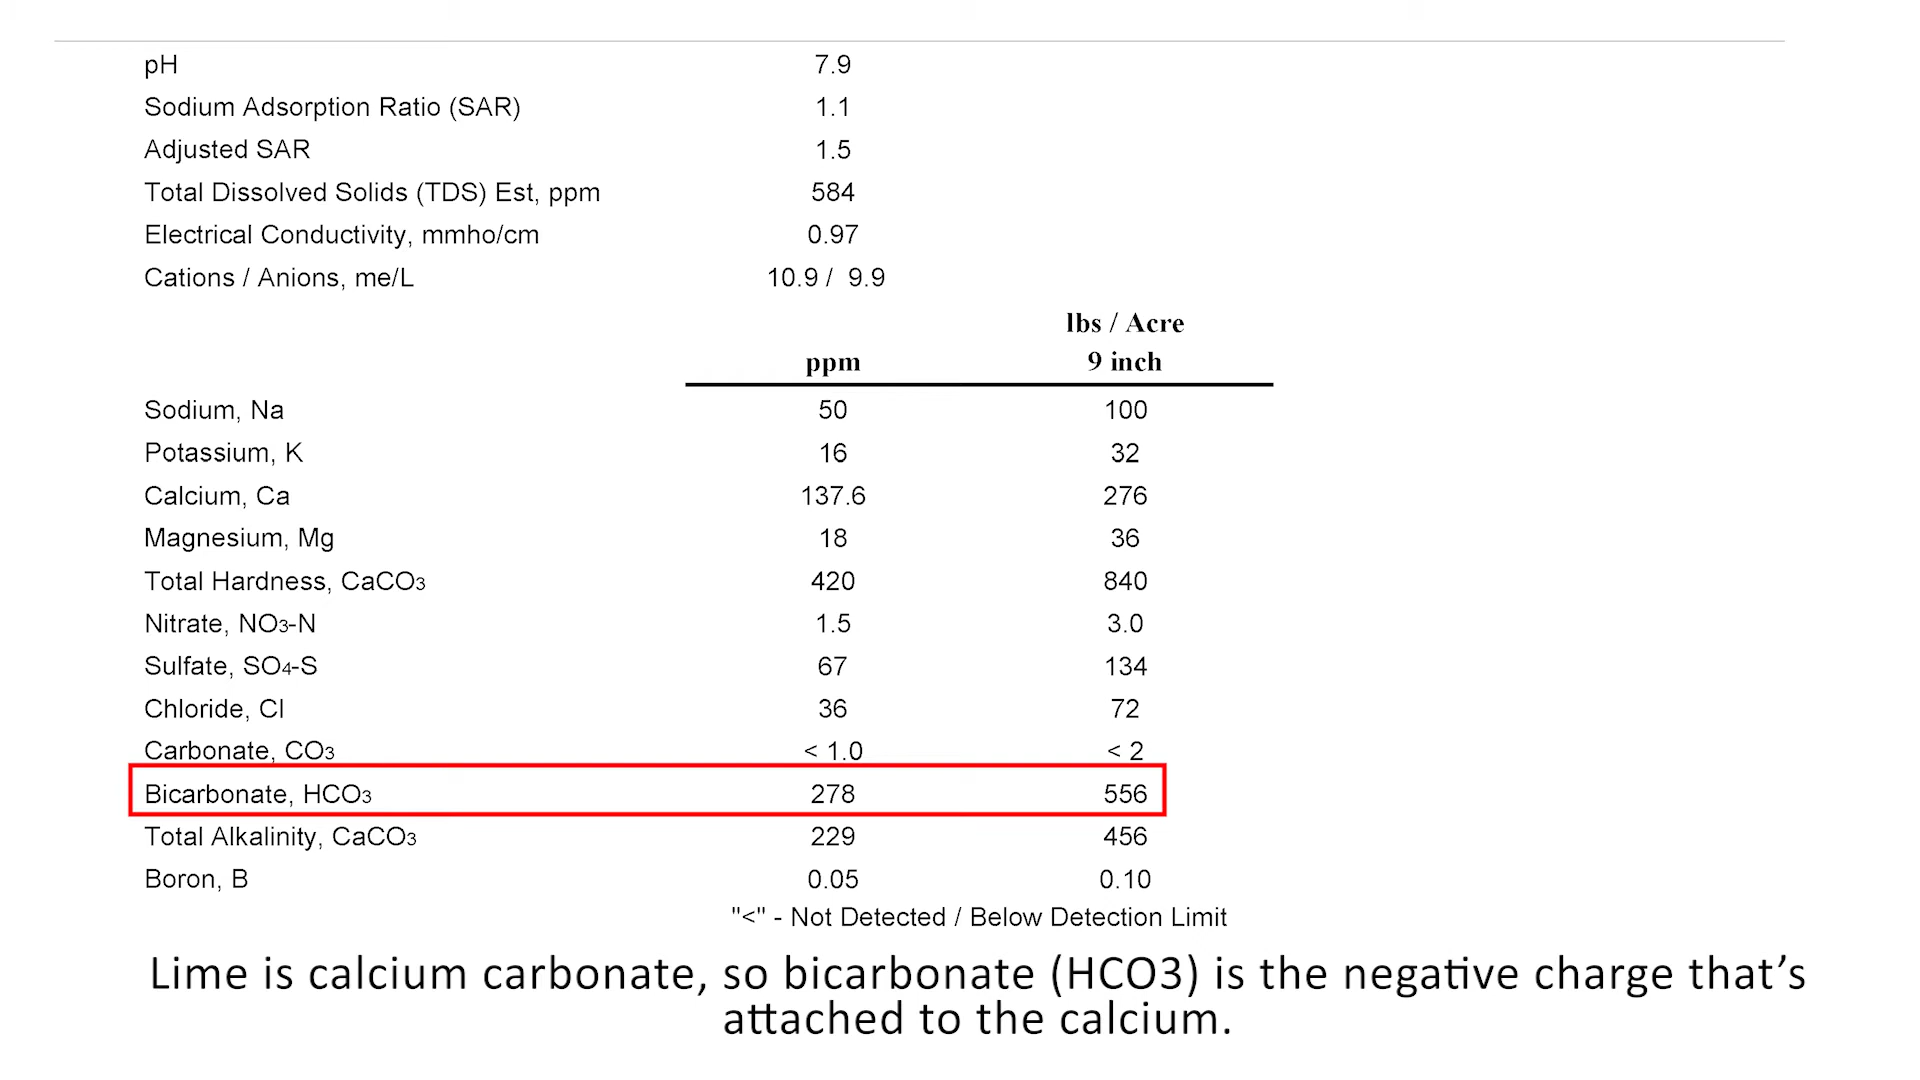 pH 7.9
Sodium Adsorption Ratio (SAR) 1.1
Adjusted SAR 1.5
Total Dissolved Solids (TDS) Est, ppm 584
Electrical Conductivity, mmho/cm 0.97
Cations / Anions, me/L 10.9 / 9.9
lbs / Acre
ppm 9 inch
Sodium, Na 50 100
Potassium, K 16 32
Calcium, Ca 137.6 276
Magnesium, Mg 18 36
Total Hardness, CaCO3 420 840
Nitrate, NO3-N 1.5 3.0
Sulfate, SO4-S 67 134
Chloride, Cl 36 72
Carbonate, CO3 < 1.0 < 2
Bicarbonate, HCO3 278 556
Total Alkalinity, CaCO3 229 456
Boron, B 0.05 0.10
"<" - Not Detected / Below Detection Limit
Lime is calcium carbonate, so bicarbonate (HCO3) is the negative charge that’s
attached to the calcium.